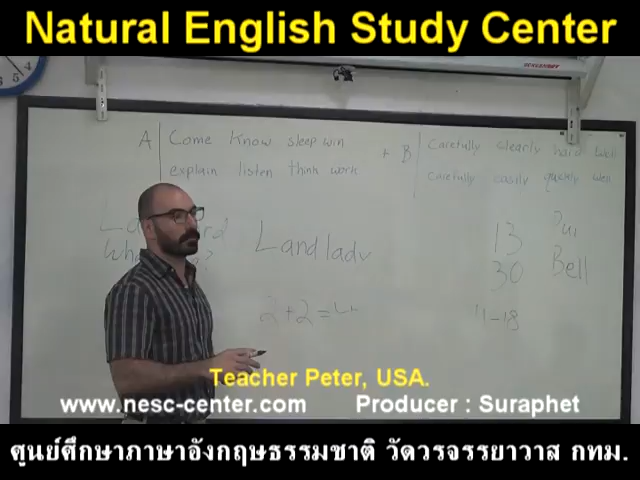 Natural English Study Center
A Come Know sleep win + B Carefully clearly hard well
explain listen think work Carefully easily quickly well
Landlady
13
30 Bell
2+2=4
Teacher Peter, USA.
www.nesc-center.com Producer : Suraphet
ศูนย์ศึกษาภาษาอังกฤษธรรมชาติ วัดวรจรรยาวาส กทม.